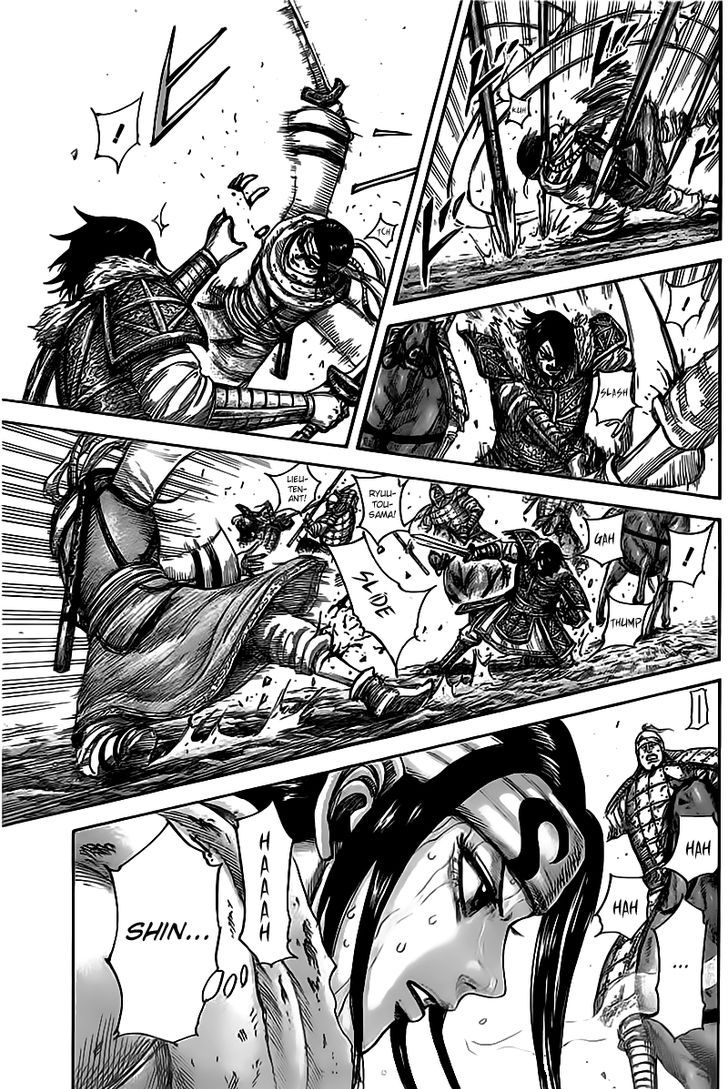 KUH
!
TCH
!
SLASH
!
GAH
THUMP
RYUU-
TOU-
SAMA!
LIEU-
TEN-
ANT!
SLIDE
HAH
HAH
...
HAAAH
SHIN...